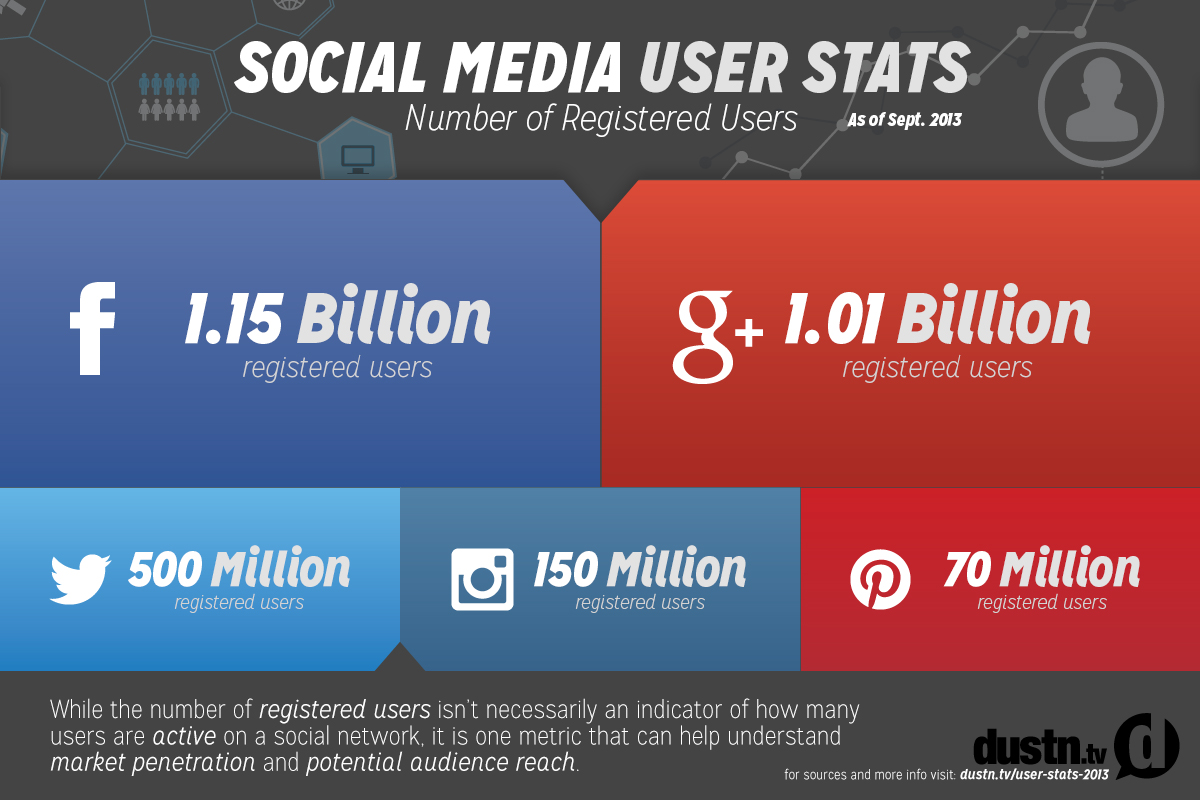 SOCIAL MEDIA USER STATS
Number of Registered Users
As of Sept. 2013
f
1.15 Billion
registered users
g+
1.01 Billion
registered users
500 Million
registered users
150 Million
registered users
70 Million
registered users
While the number of registered users isn't necessarily an indicator of how many
users are active on a social network, it is one metric that can help understand
market penetration and potential audience reach.
dustn.tv d
for sources and more info visit: dustn.tv/user-stats-2013